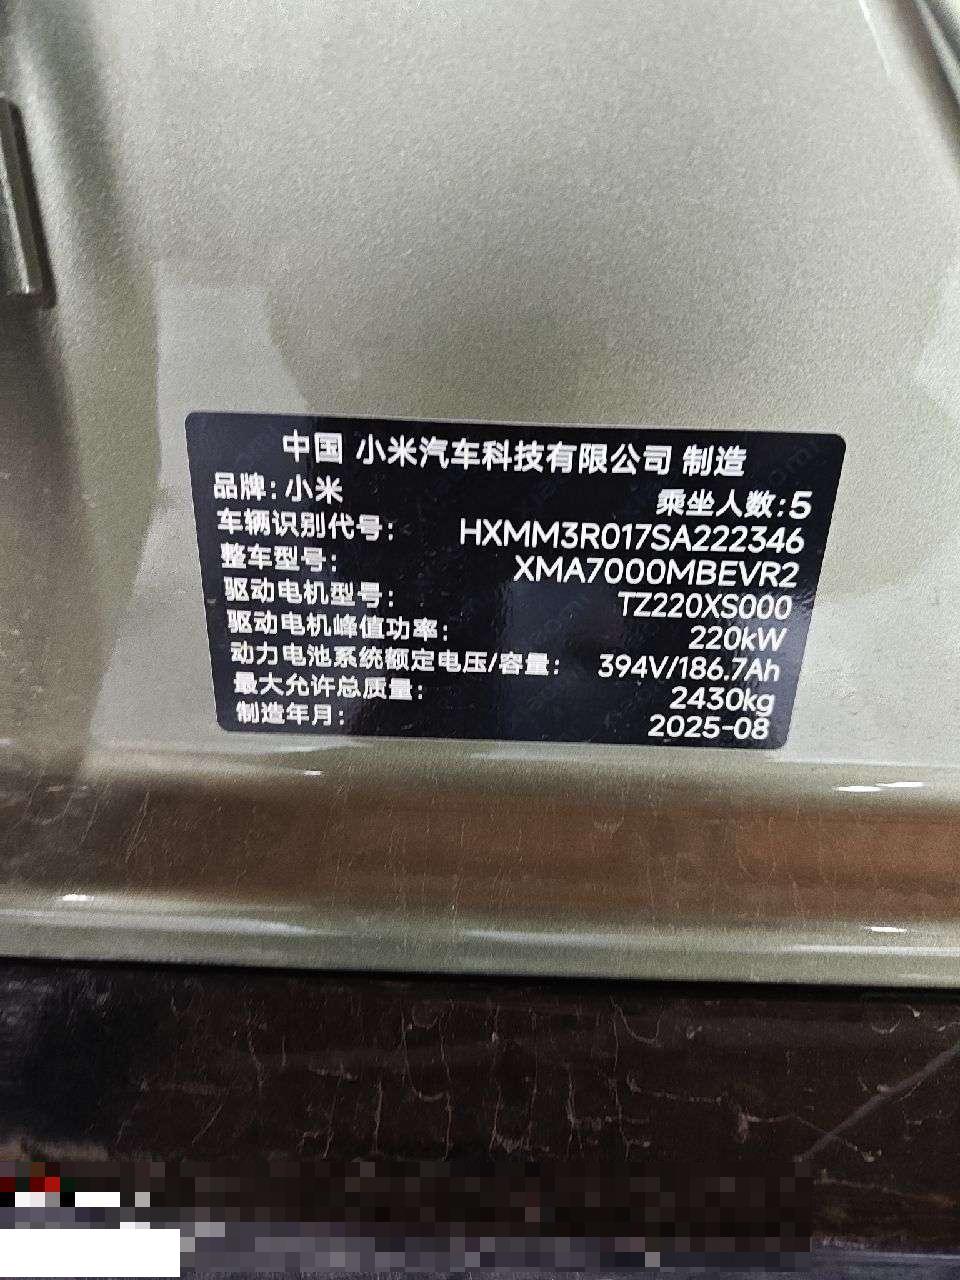 中国 小米汽车科技有限公司 制造
品牌: 小米 乘坐人数: 5
车辆识别代号: HXMM3R017SA222346
整车型号: XMA7000MBEVR2
驱动电机型号: TZ220XS000
驱动电机峰值功率: 220kW
动力电池系统额定电压/容量: 394V/186.7Ah
最大允许总质量: 2430kg
制造年月: 2025-08